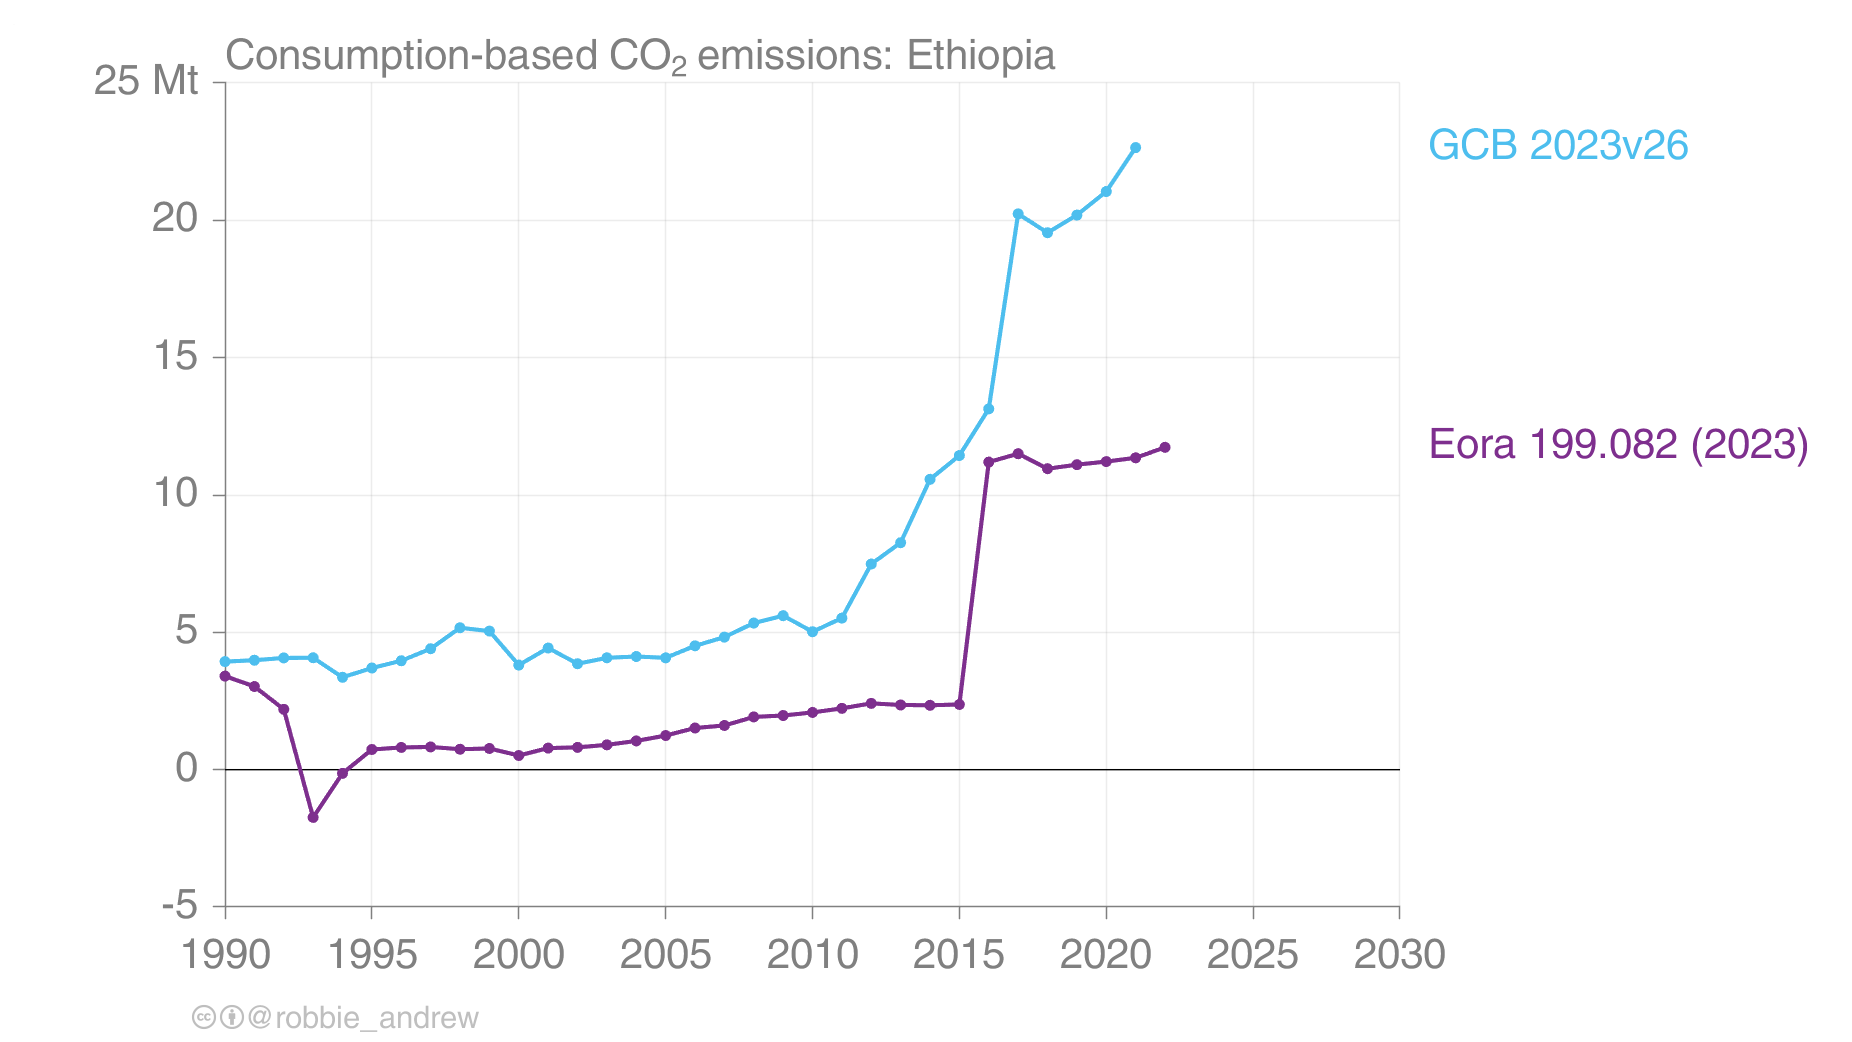 Consumption-based CO₂ emissions: Ethiopia
25 Mt
20
15
10
5
0
-5
1990 1995 2000 2005 2010 2015 2020 2025 2030
GCB 2023v26
Eora 199.082 (2023)
cc @robbie_andrew